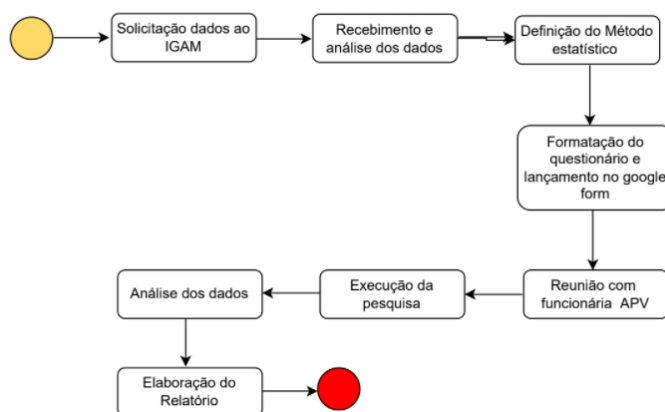 Solicitação dados ao
IGAM
Recebimento e
análise dos dados
Definição do Método
estatístico
Formatação do
questionário e
lançamento no google
form
Reunião com
funcionária APV
Execução da
pesquisa
Análise dos dados
Elaboração do
Relatório